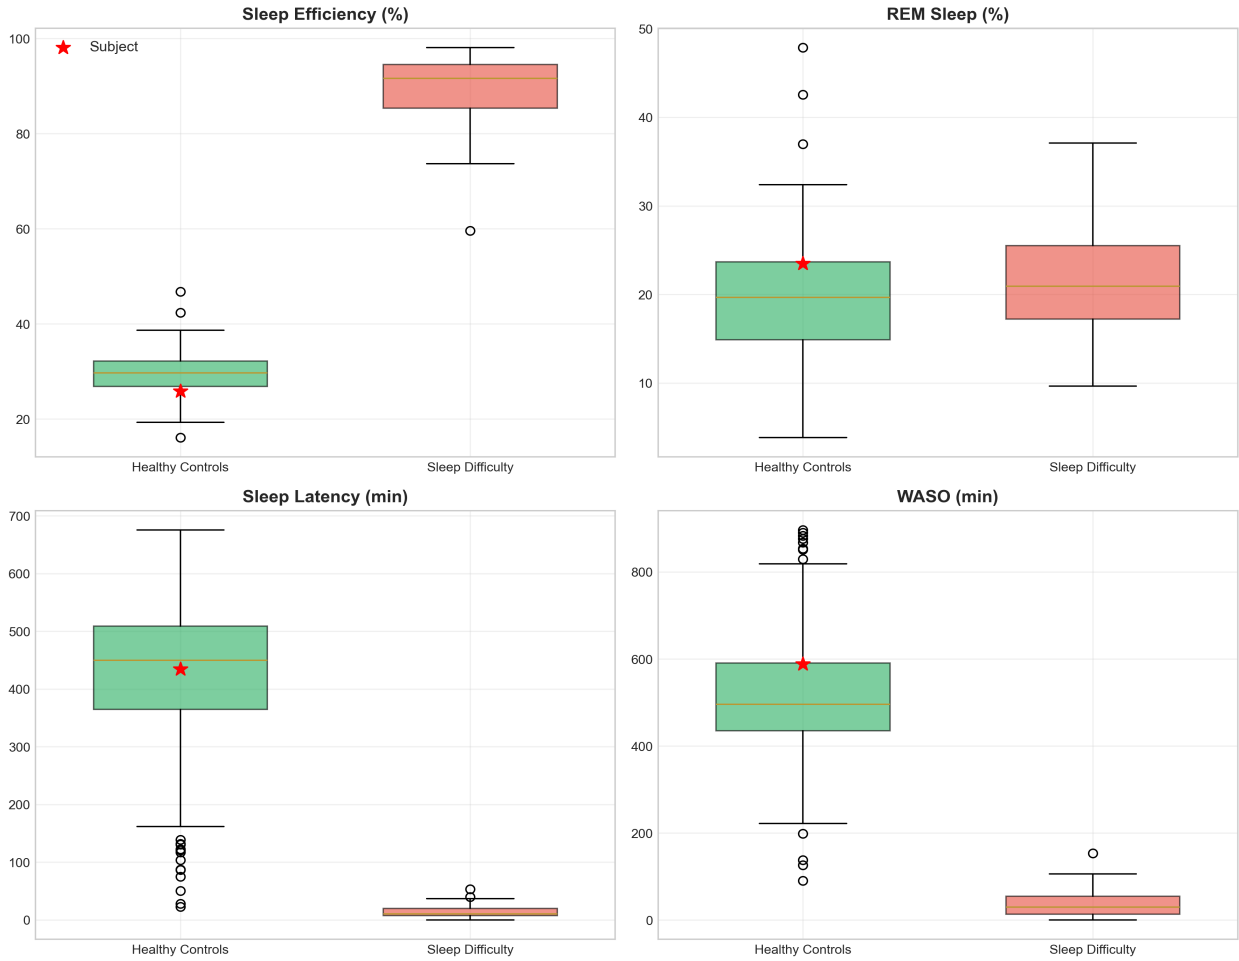 Sleep Efficiency (%)
100
80
60
40
20
Subject
Healthy Controls
Sleep Difficulty
REM Sleep (%)
50
40
30
20
10
Healthy Controls
Sleep Difficulty
Sleep Latency (min)
700
600
500
400
300
200
100
0
Healthy Controls
Sleep Difficulty
WASO (min)
800
600
400
200
0
Healthy Controls
Sleep Difficulty